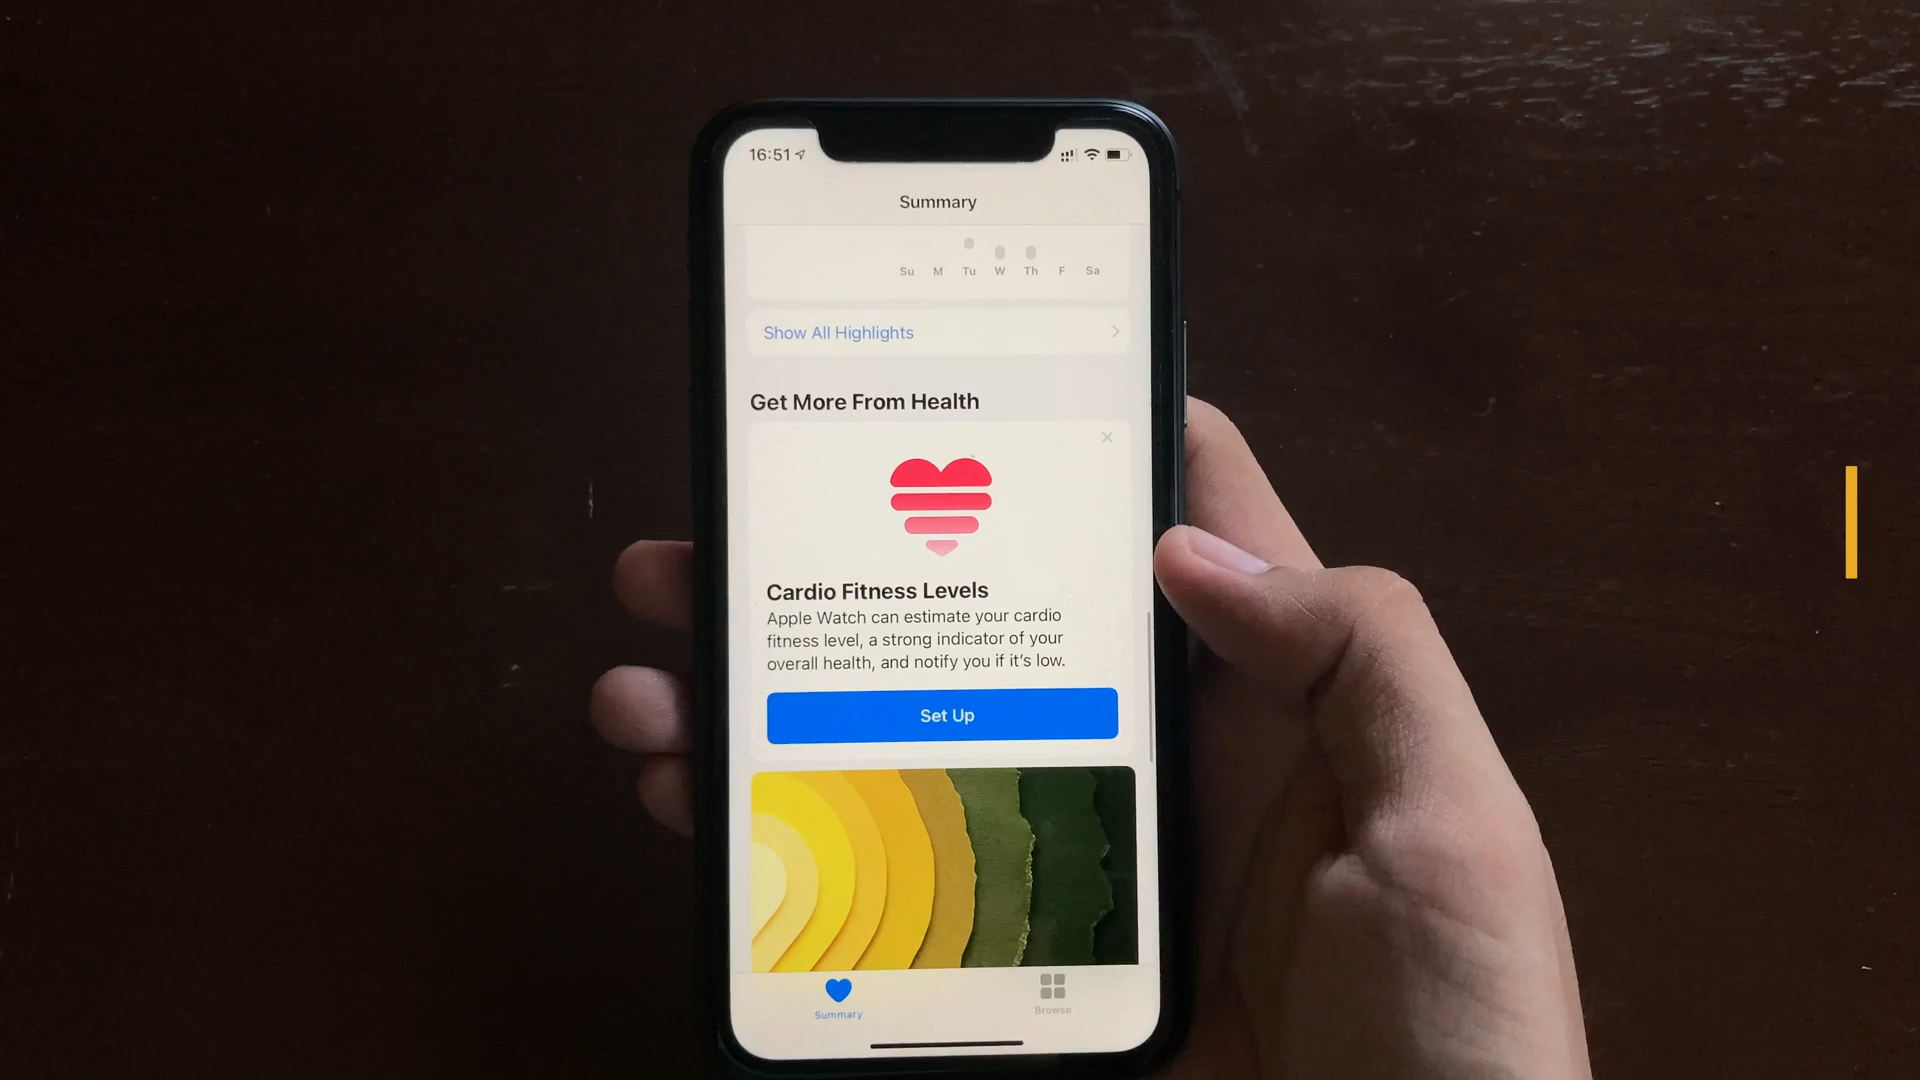 16:51
Summary
Su M Tu W Th F Sa
Show All Highlights
Get More From Health
Cardio Fitness Levels
Apple Watch can estimate your cardio
fitness level, a strong indicator of your
overall health, and notify you if it's low.
Set Up
Summary Browse